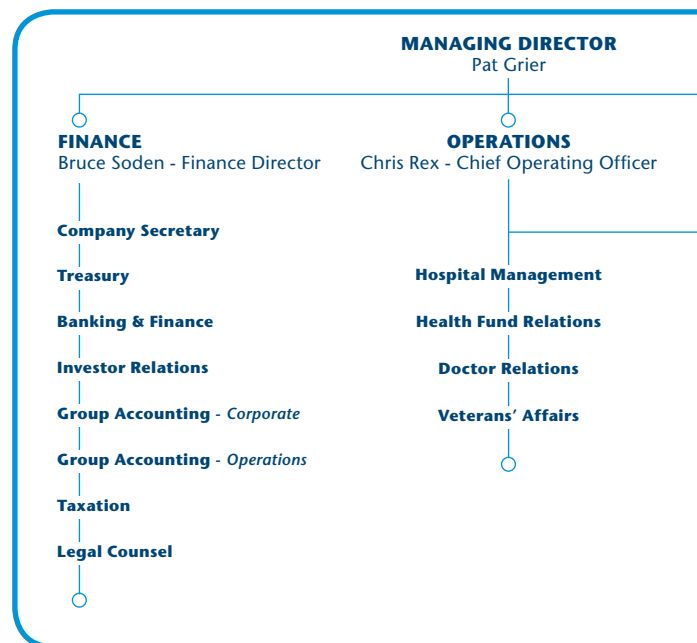 MANAGING DIRECTOR
Pat Grier
FINANCE
Bruce Soden - Finance Director
Company Secretary
Treasury
Banking & Finance
Investor Relations
Group Accounting - Corporate
Group Accounting - Operations
Taxation
Legal Counsel
OPERATIONS
Chris Rex - Chief Operating Officer
Hospital Management
Health Fund Relations
Doctor Relations
Veterans’ Affairs